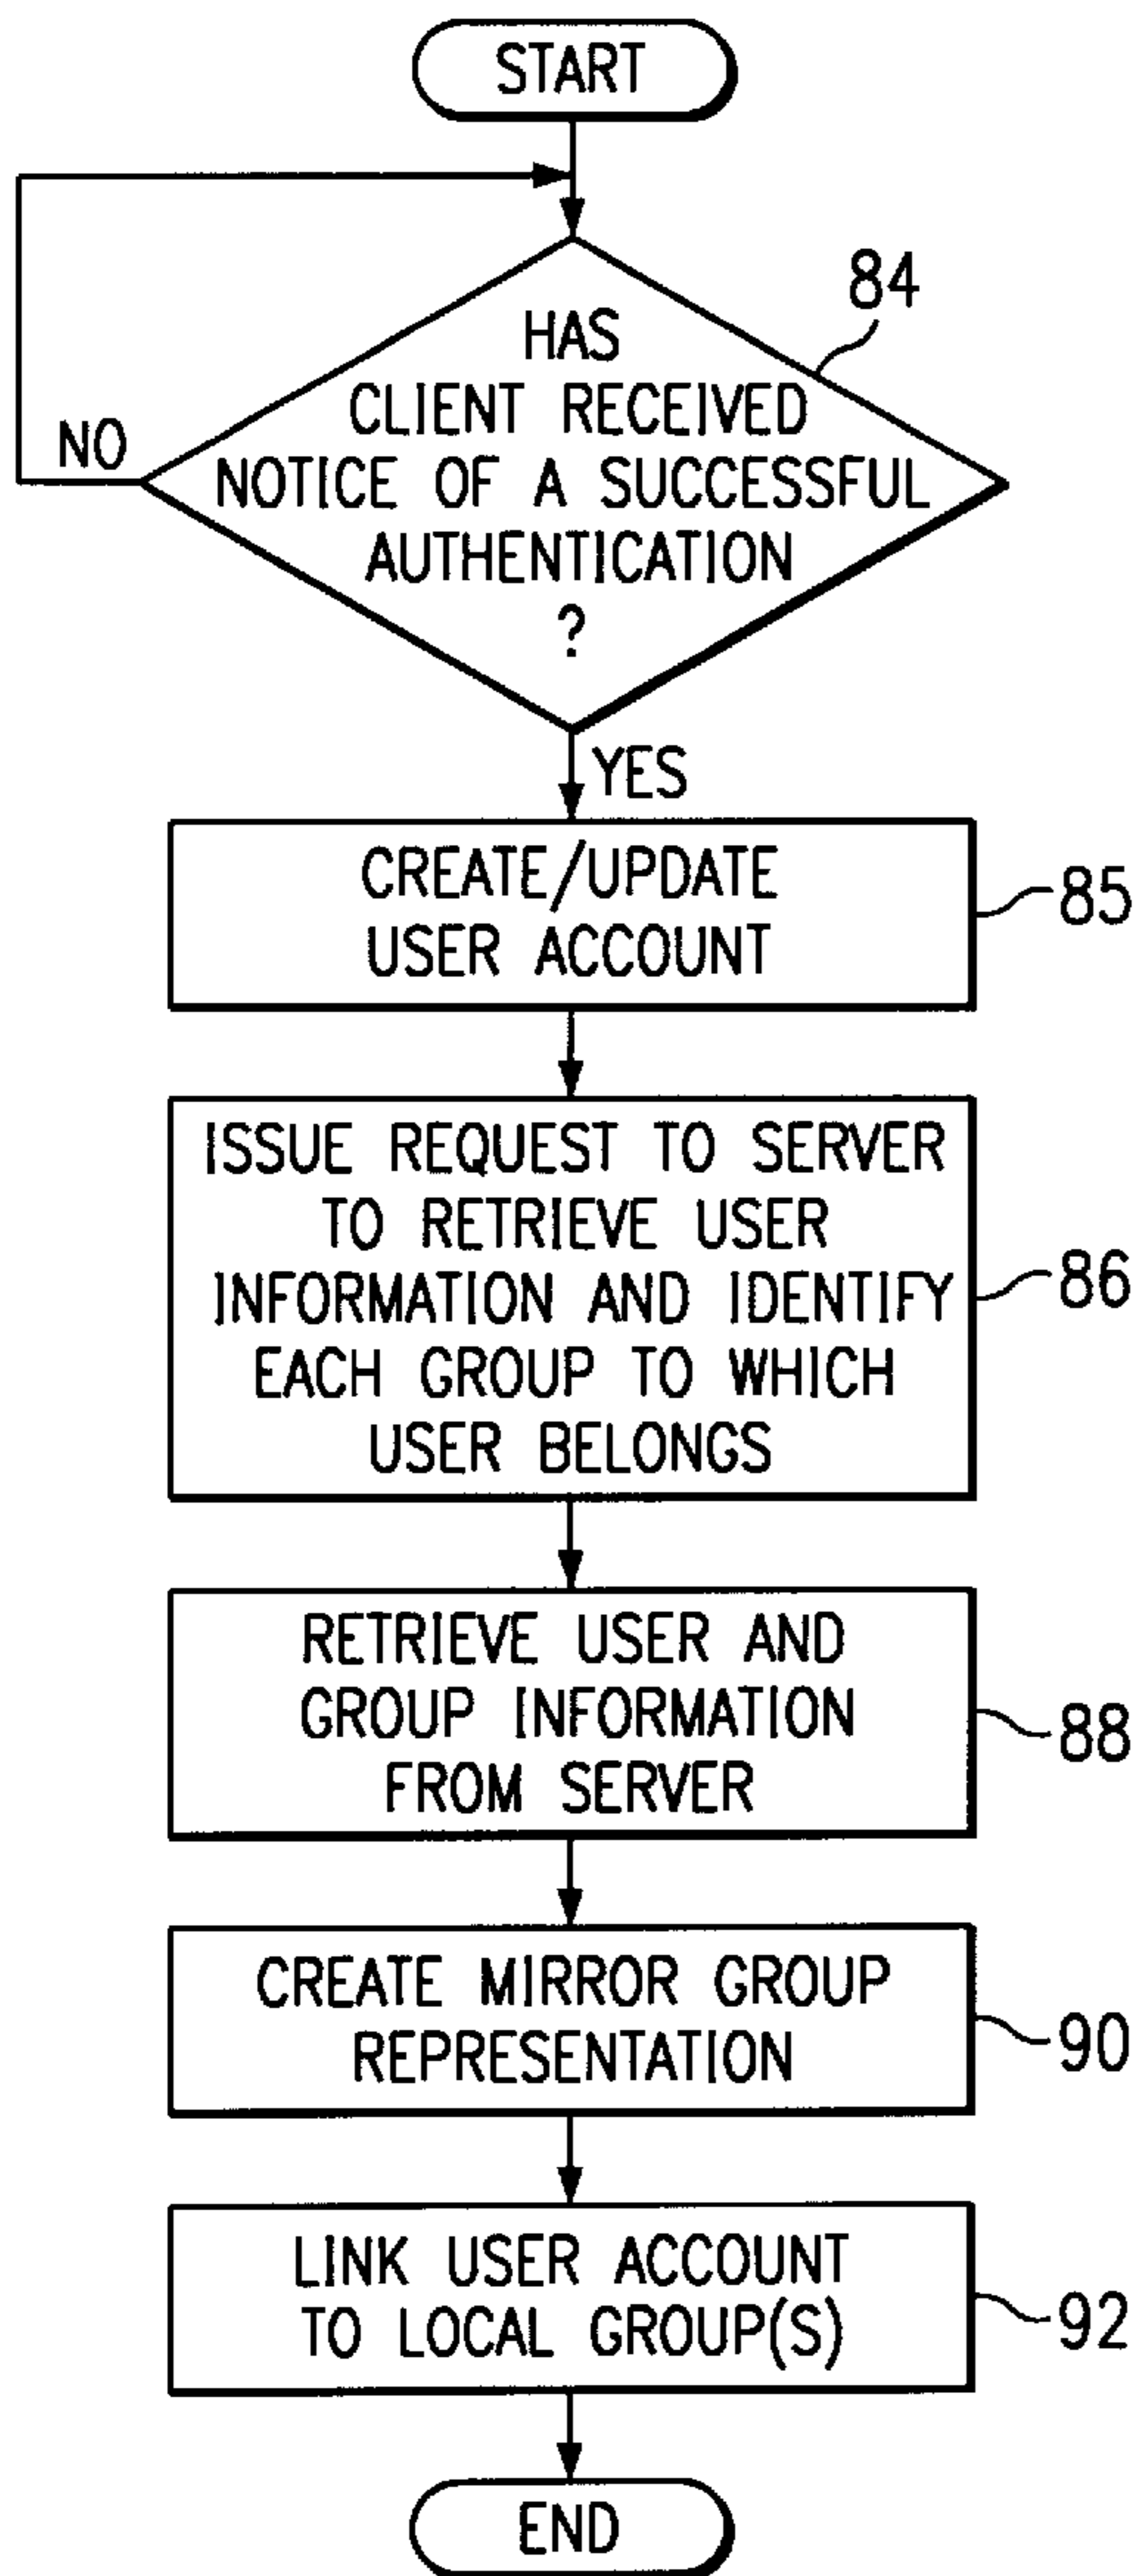 START
84
HAS
CLIENT RECEIVED
NOTICE OF A SUCCESSFUL
AUTHENTICATION
?
NO
YES
CREATE/UPDATE
USER ACCOUNT
85
ISSUE REQUEST TO SERVER
TO RETRIEVE USER
INFORMATION AND IDENTIFY
EACH GROUP TO WHICH
USER BELONGS
86
RETRIEVE USER AND
GROUP INFORMATION
FROM SERVER
88
CREATE MIRROR GROUP
REPRESENTATION
90
LINK USER ACCOUNT
TO LOCAL GROUP(S)
92
END